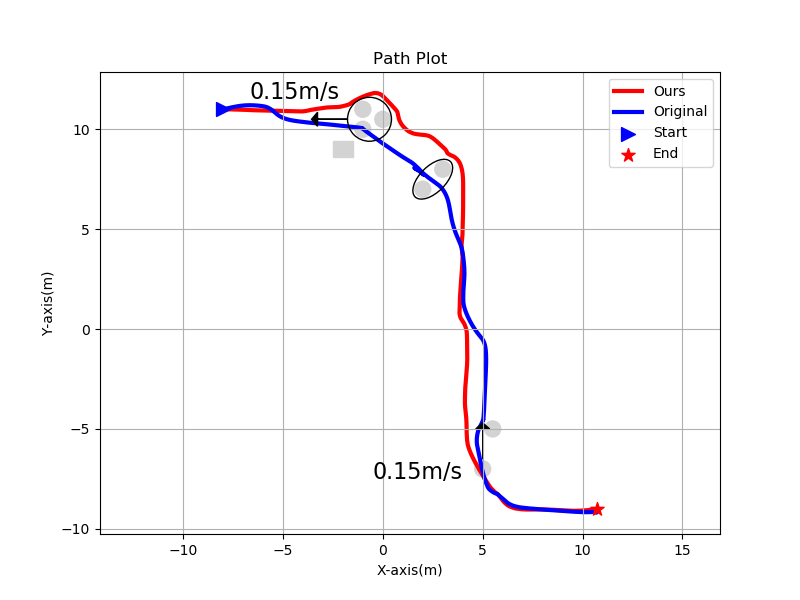 Path Plot
0.15m/s
Ours
Original
Start
End
10
5
0
−5
−10
Y-axis(m)
0.15m/s
−10
−5
0
5
10
15
X-axis(m)